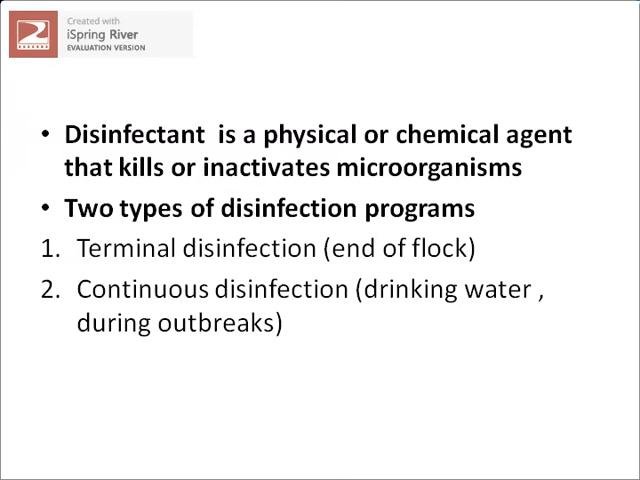 Created with
iSpring River
EVALUATION VERSION
• Disinfectant is a physical or chemical agent
that kills or inactivates microorganisms
• Two types of disinfection programs
1. Terminal disinfection (end of flock)
2. Continuous disinfection (drinking water ,
during outbreaks)